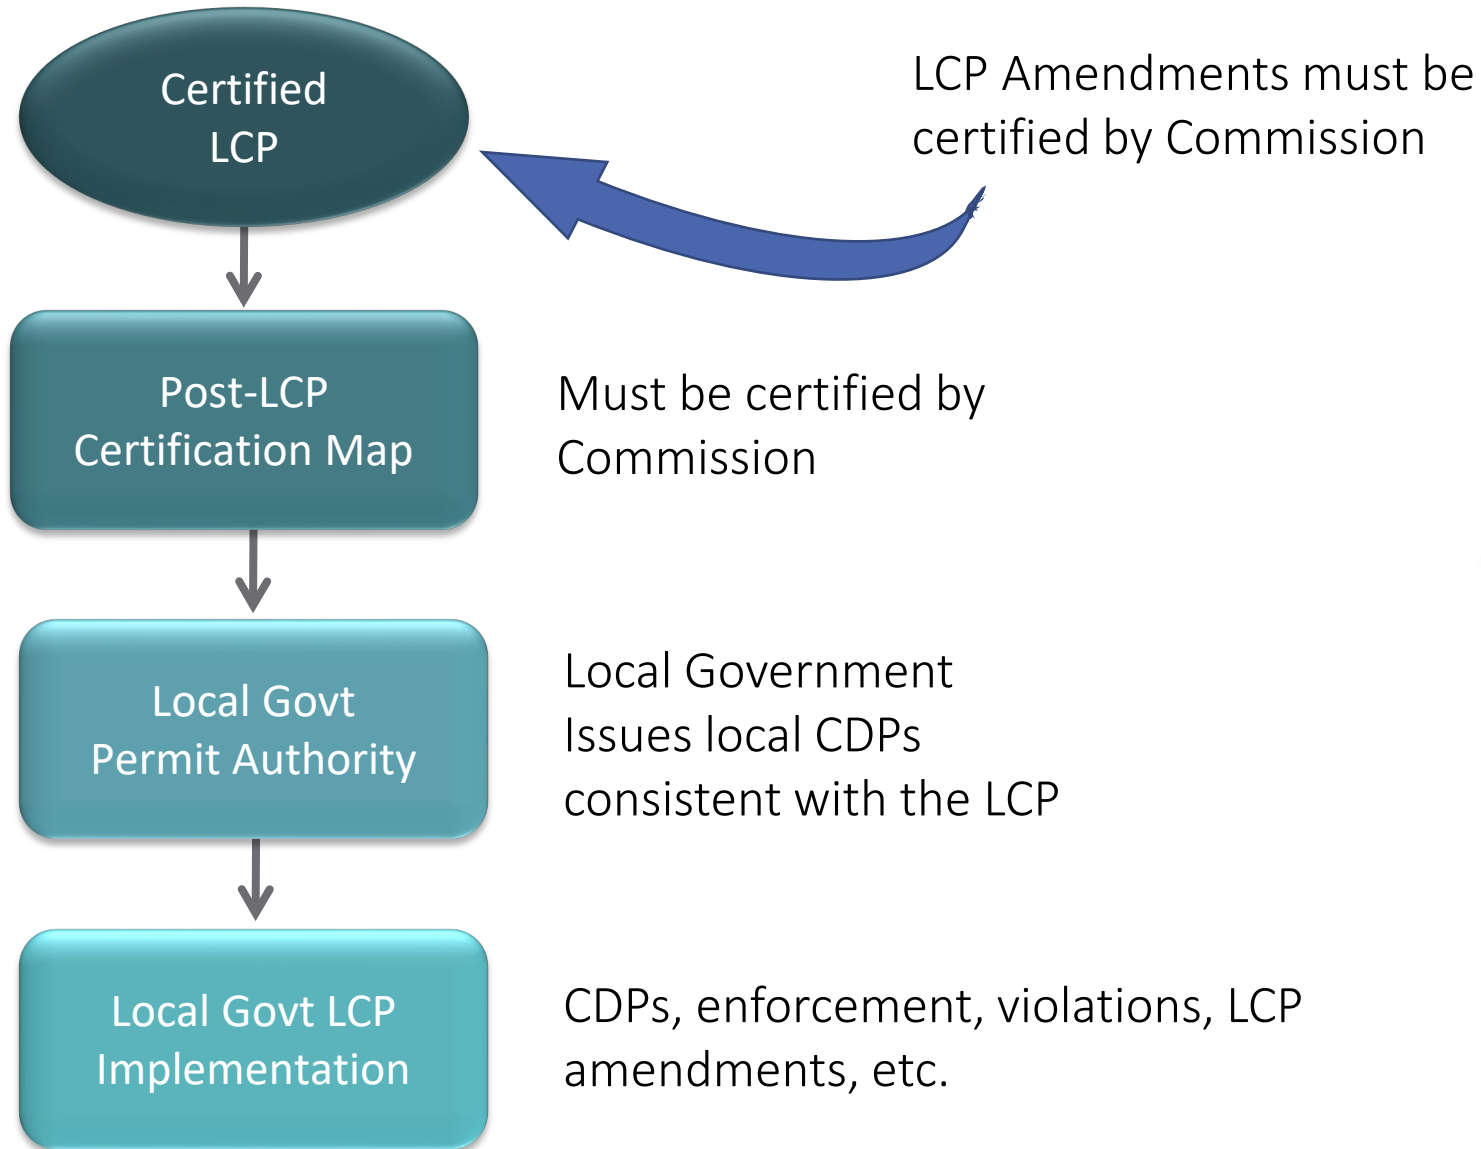 Certified
LCP
LCP Amendments must be
certified by Commission
Post-LCP
Certification Map
Must be certified by
Commission
Local Govt
Permit Authority
Local Government
Issues local CDPs
consistent with the LCP
Local Govt LCP
Implementation
CDPs, enforcement, violations, LCP
amendments, etc.